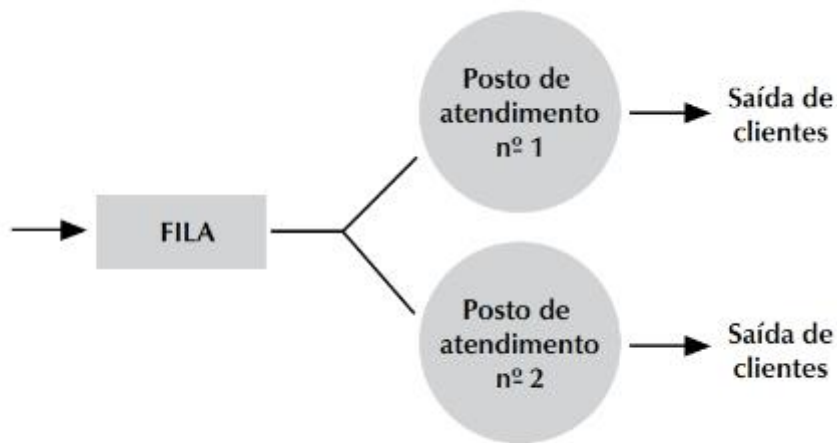 FILA
Posto de
atendimento
nº 1
Saída de
clientes
Posto de
atendimento
nº 2
Saída de
clientes